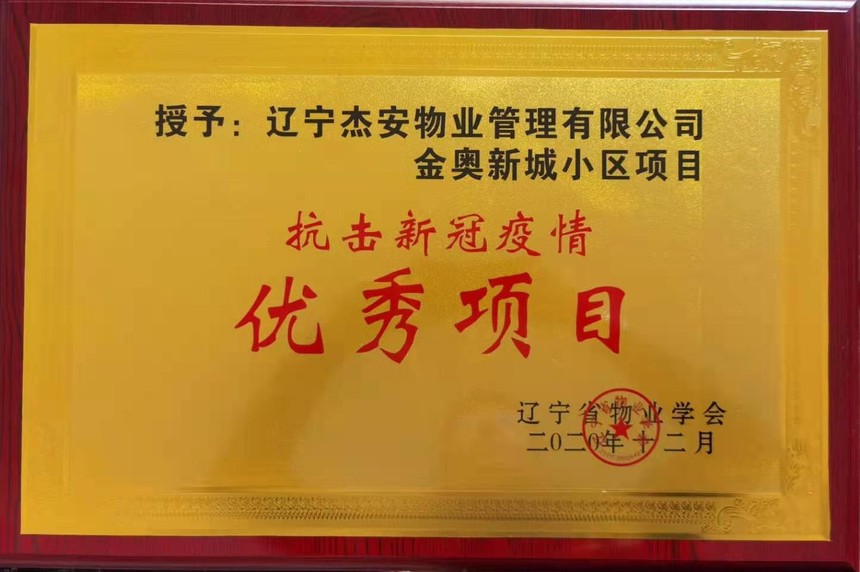 授予：辽宁杰安物业管理有限公司
金奥新城小区项目
抗击新冠疫情
优秀项目
辽宁省物业学会
二0二0年十二月